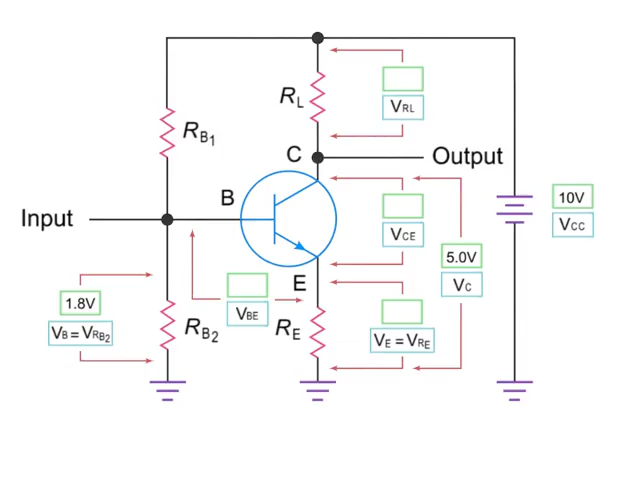 RL
VRL
RB1
C
Output
B
Input
10V
VCC
VCE
5.0V
VC
E
1.8V
VBE
VB = VRB2
RB2
RE
VE = VRE